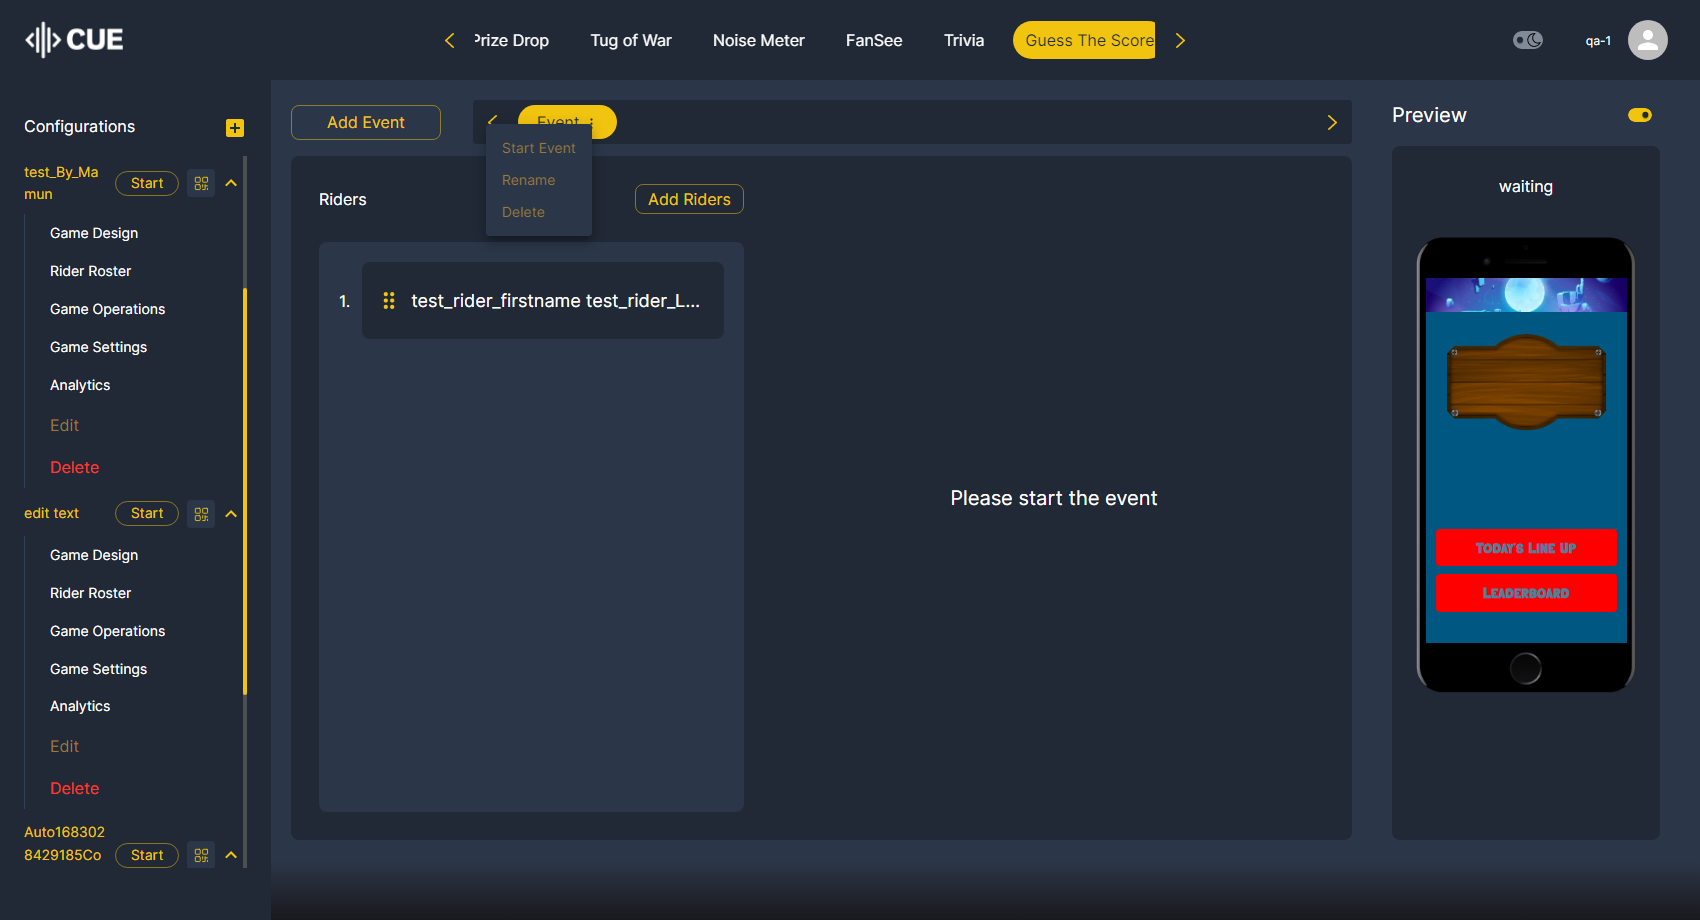 CUE
Prize Drop
Tug of War
Noise Meter
FanSee
Trivia
Guess The Score
qa-1
Configurations
test_By_Ma
mun
Start
Game Design
Rider Roster
Game Operations
Game Settings
Analytics
Edit
Delete
edit text
Start
Game Design
Rider Roster
Game Operations
Game Settings
Analytics
Edit
Delete
Auto168302
8429185Co
Start
Add Event
Event
Start Event
Rename
Delete
Riders
Add Riders
1.
test_rider_firstname test_rider_L...
Please start the event
Preview
waiting
Today's Line Up
Leaderboard